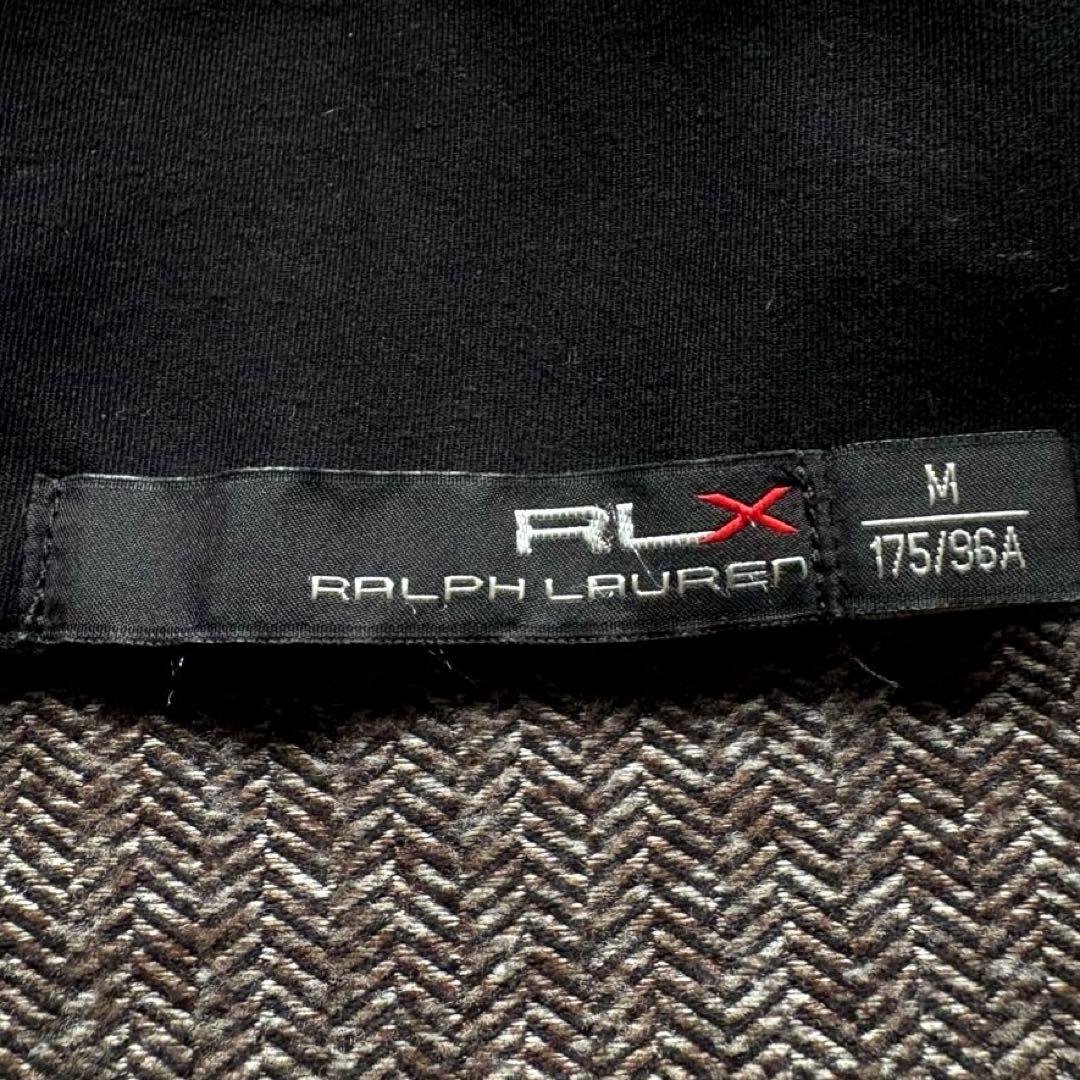 RLX
RALPH LAUREN
M
175/96A